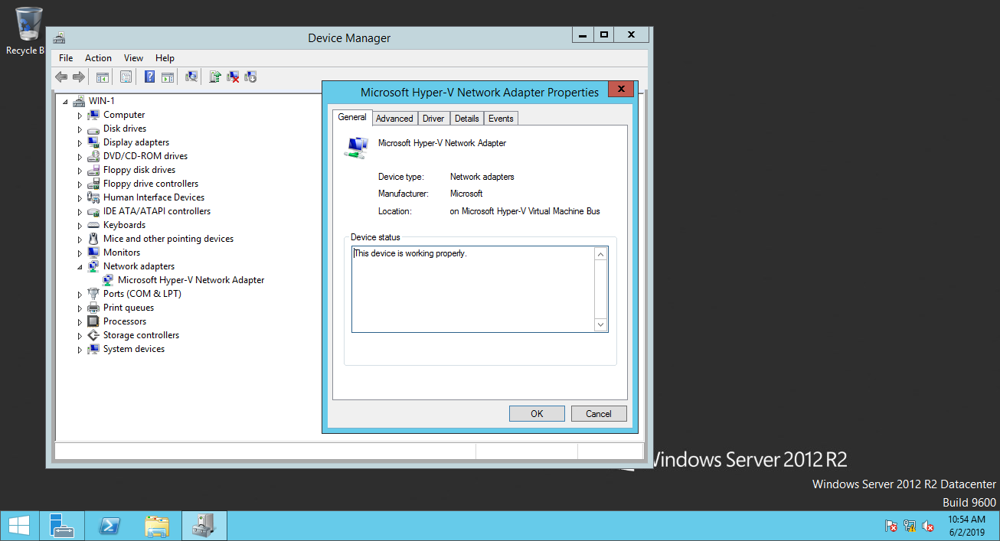 Recycle B
Device Manager
File Action View Help
WIN-1
Computer
Disk drives
Display adapters
DVD/CD-ROM drives
Floppy disk drives
Floppy drive controllers
Human Interface Devices
IDE ATA/ATAPI controllers
Keyboards
Mice and other pointing devices
Monitors
Network adapters
Microsoft Hyper-V Network Adapter
Ports (COM & LPT)
Print queues
Processors
Storage controllers
System devices
Microsoft Hyper-V Network Adapter Properties
General Advanced Driver Details Events
Microsoft Hyper-V Network Adapter
Device type: Network adapters
Manufacturer: Microsoft
Location: on Microsoft Hyper-V Virtual Machine Bus
Device status
This device is working properly.
OK Cancel
Windows Server 2012 R2
Windows Server 2012 R2 Datacenter
Build 9600
10:54 AM
6/2/2019